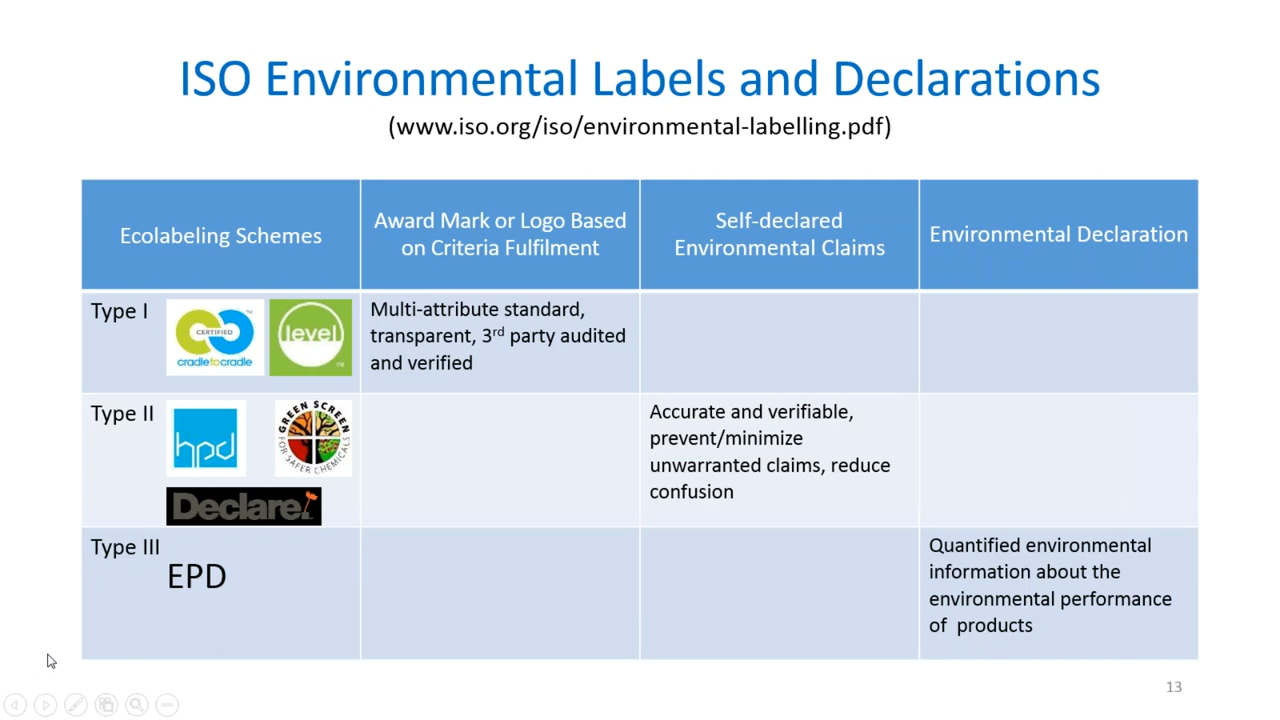 ISO Environmental Labels and Declarations
(www.iso.org/iso/environmental-labelling.pdf)
Ecolabeling Schemes
Award Mark or Logo Based
on Criteria Fulfilment
Self-declared
Environmental Claims
Environmental Declaration
Type I
CERTIFIED
cradletocradle
TM
level
TM
Multi-attribute standard,
transparent, 3rd party audited
and verified
Type II
hpd
GREEN SCREEN
FOR SAFER CHEMICALS
Declare.
Accurate and verifiable,
prevent/minimize
unwarranted claims, reduce
confusion
Type III
EPD
Quantified environmental
information about the
environmental performance
of products
13